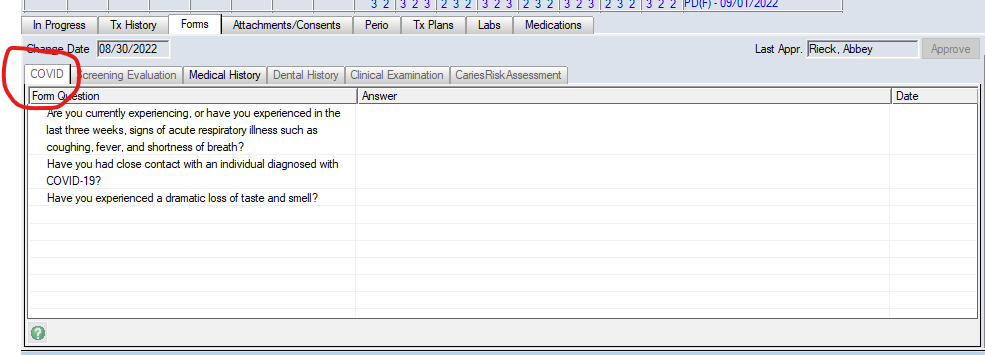 3 2 3 2 3 2 3 2 3 2 3 2 3 2 3 2 3 2 3 2 3 2 2 PD(F) - 09/01/2022
In Progress Tx History Forms Attachments/Consents Perio Tx Plans Labs Medications
Change Date 08/30/2022 Last Appr. Rieck, Abbey Approve
COVID Screening Evaluation Medical History Dental History Clinical Examination CariesRiskAssessment
Form Question Answer Date
Are you currently experiencing, or have you experienced in the
last three weeks, signs of acute respiratory illness such as
coughing, fever, and shortness of breath?
Have you had close contact with an individual diagnosed with
COVID-19?
Have you experienced a dramatic loss of taste and smell?
?